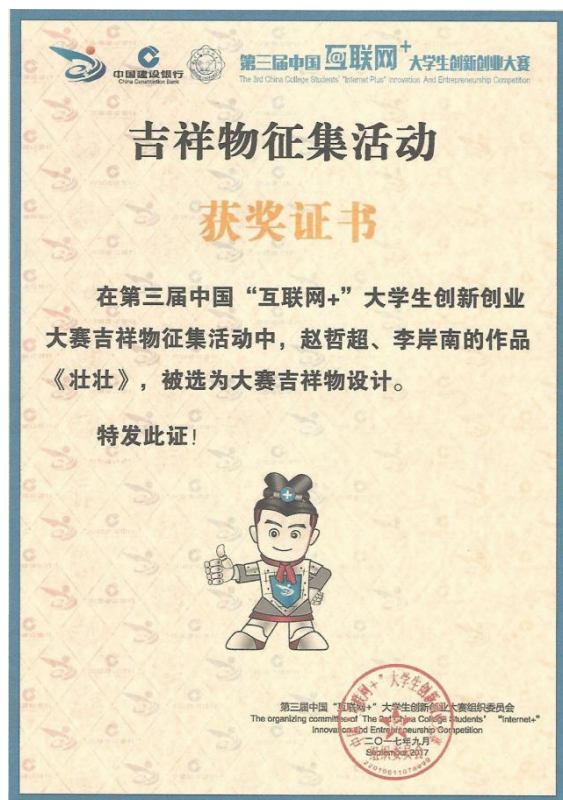 中国建设银行
China Construction Bank
第三届中国 互联网+ 大学生创新创业大赛
The 3rd China College Students' "Internet Plus" Innovation And Entrepreneurship Competition
吉祥物征集活动
获奖证书
在第三届中国“互联网+”大学生创新创业
大赛吉祥物征集活动中，赵哲超、李岸南的作品
《壮壮》，被选为大赛吉祥物设计。
特发此证！
第三届中国“互联网+”大学生创新创业大赛组织委员会
The organizing committee of The 3rd China College Students' "Internet+"
Innovation and Entrepreneurship Competition
二〇一七年九月
September 2017
组织委员会